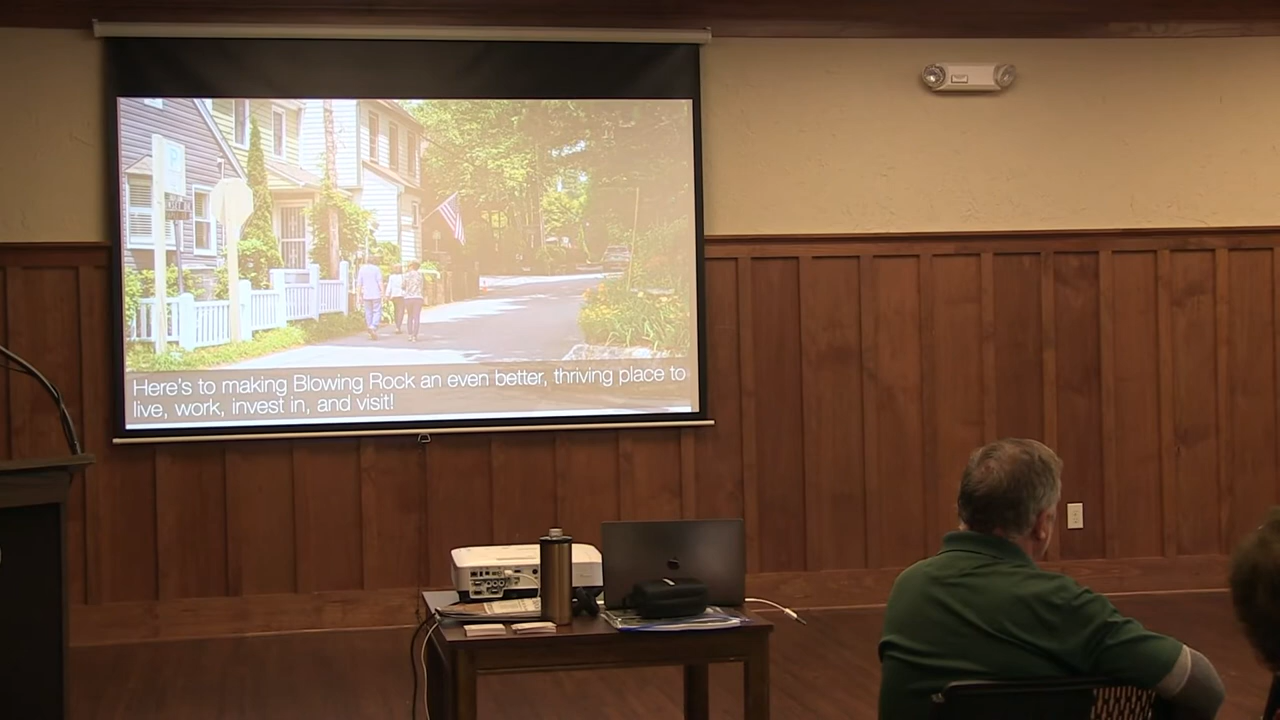 Here's to making Blowing Rock an even better, thriving place to
live, work, invest in, and visit!